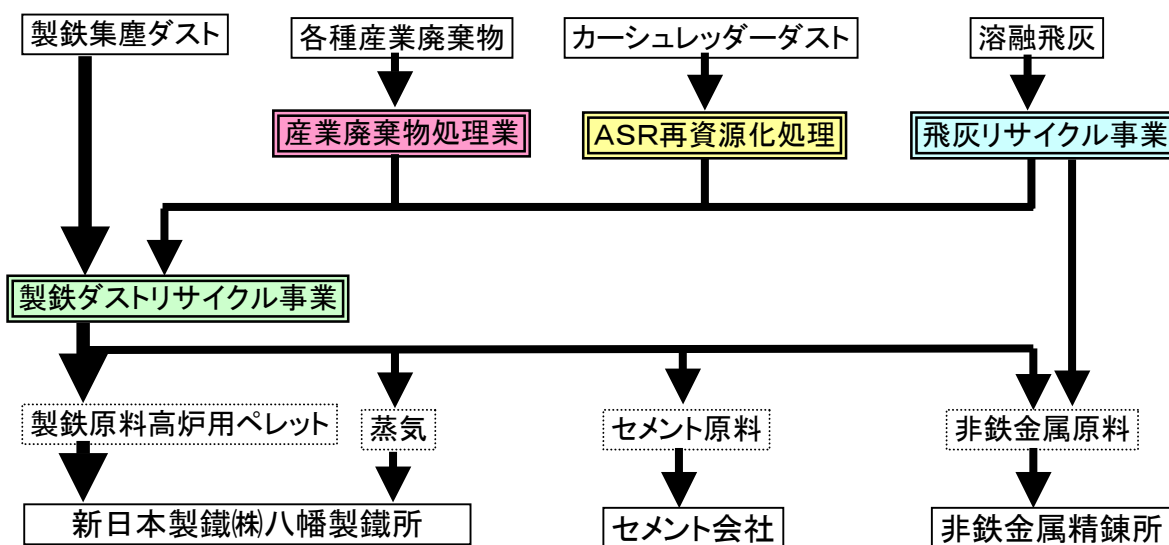 製鉄集塵ダスト
各種産業廃棄物
カーシュレッダーダスト
溶融飛灰
産業廃棄物処理業
ASR再資源化処理
飛灰リサイクル事業
製鉄ダストリサイクル事業
製鉄原料高炉用ペレット
蒸気
セメント原料
非鉄金属原料
新日本製鐵㈱八幡製鐵所
セメント会社
非鉄金属精錬所